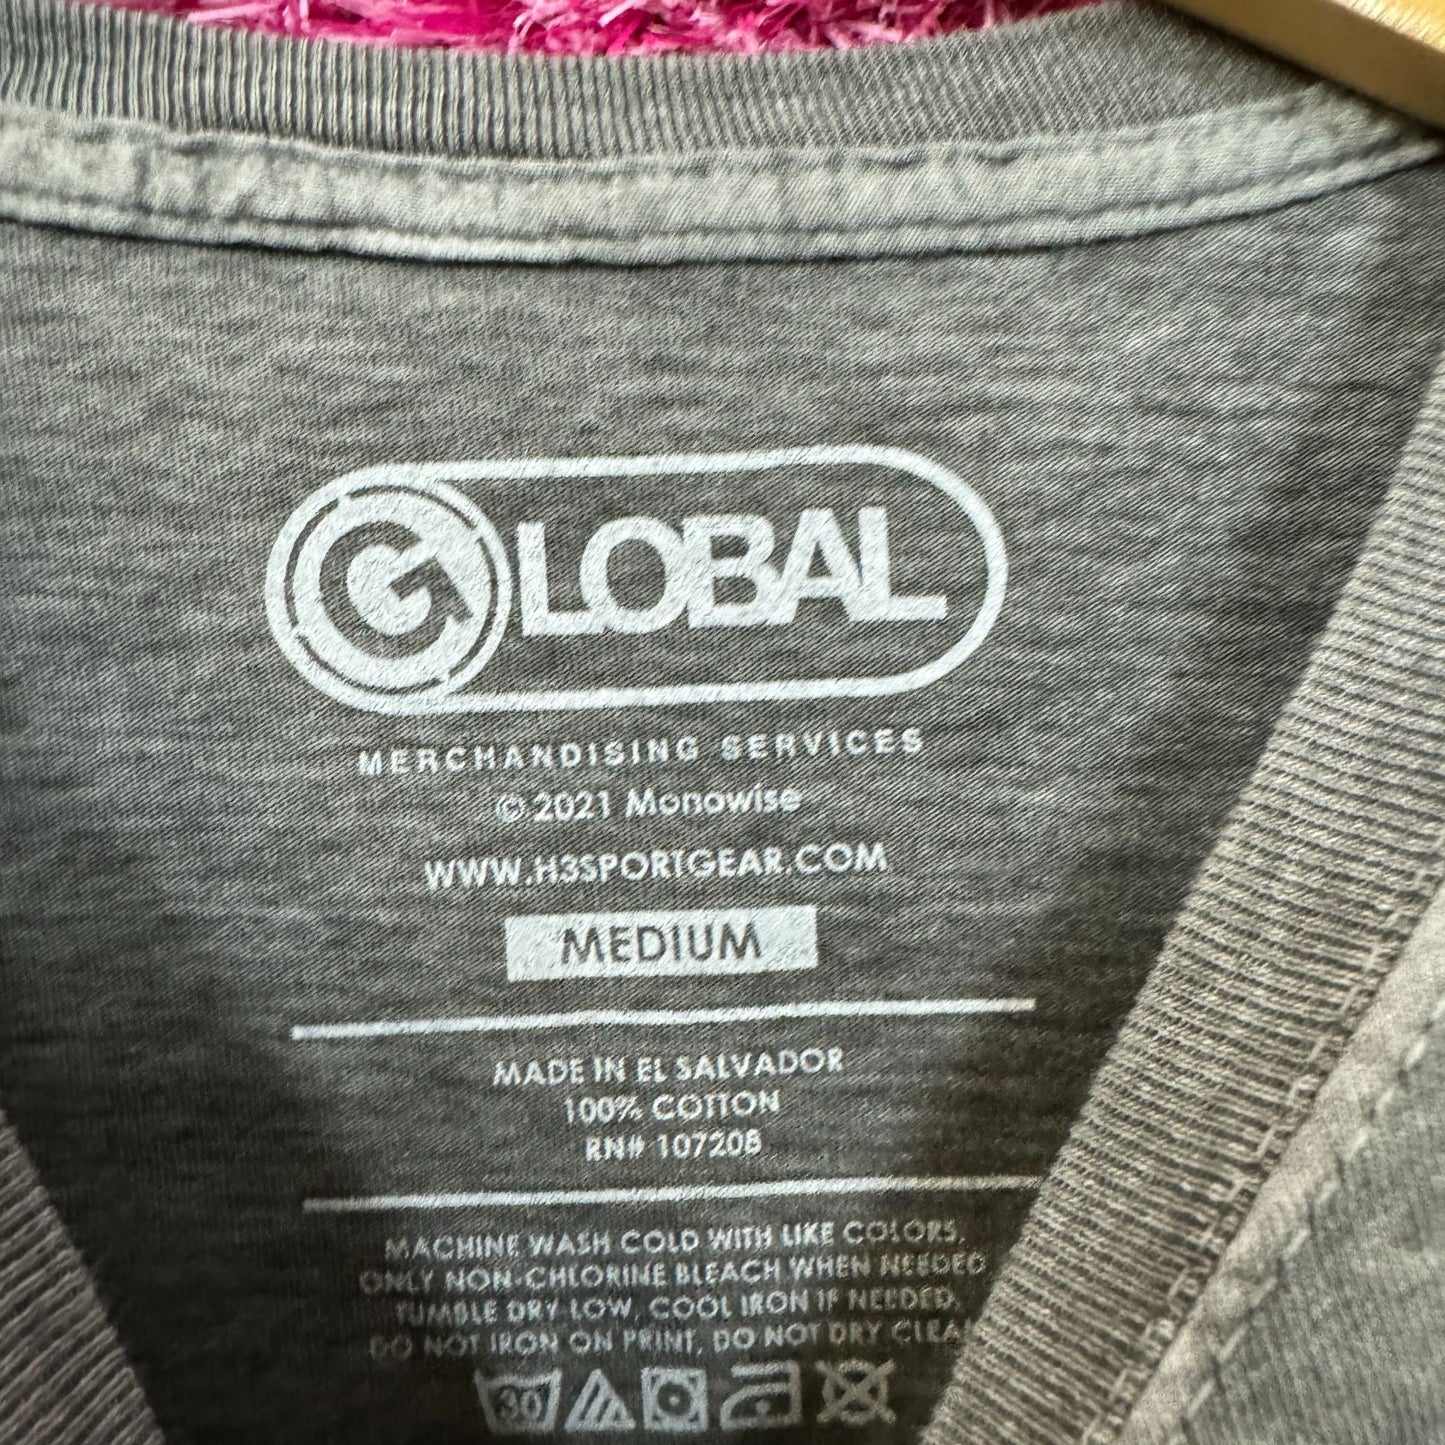 GLOBAL
MERCHANDISING SERVICES
© 2021 Monowise
WWW.H3SPORTGEAR.COM
MEDIUM
MADE IN EL SALVADOR
100% COTTON
RN# 107208
MACHINE WASH COLD WITH LIKE COLORS,
ONLY NON-CHLORINE BLEACH WHEN NEEDED
TUMBLE DRY LOW, COOL IRON IF NEEDED,
DO NOT IRON ON PRINT, DO NOT DRY CLEAN
30